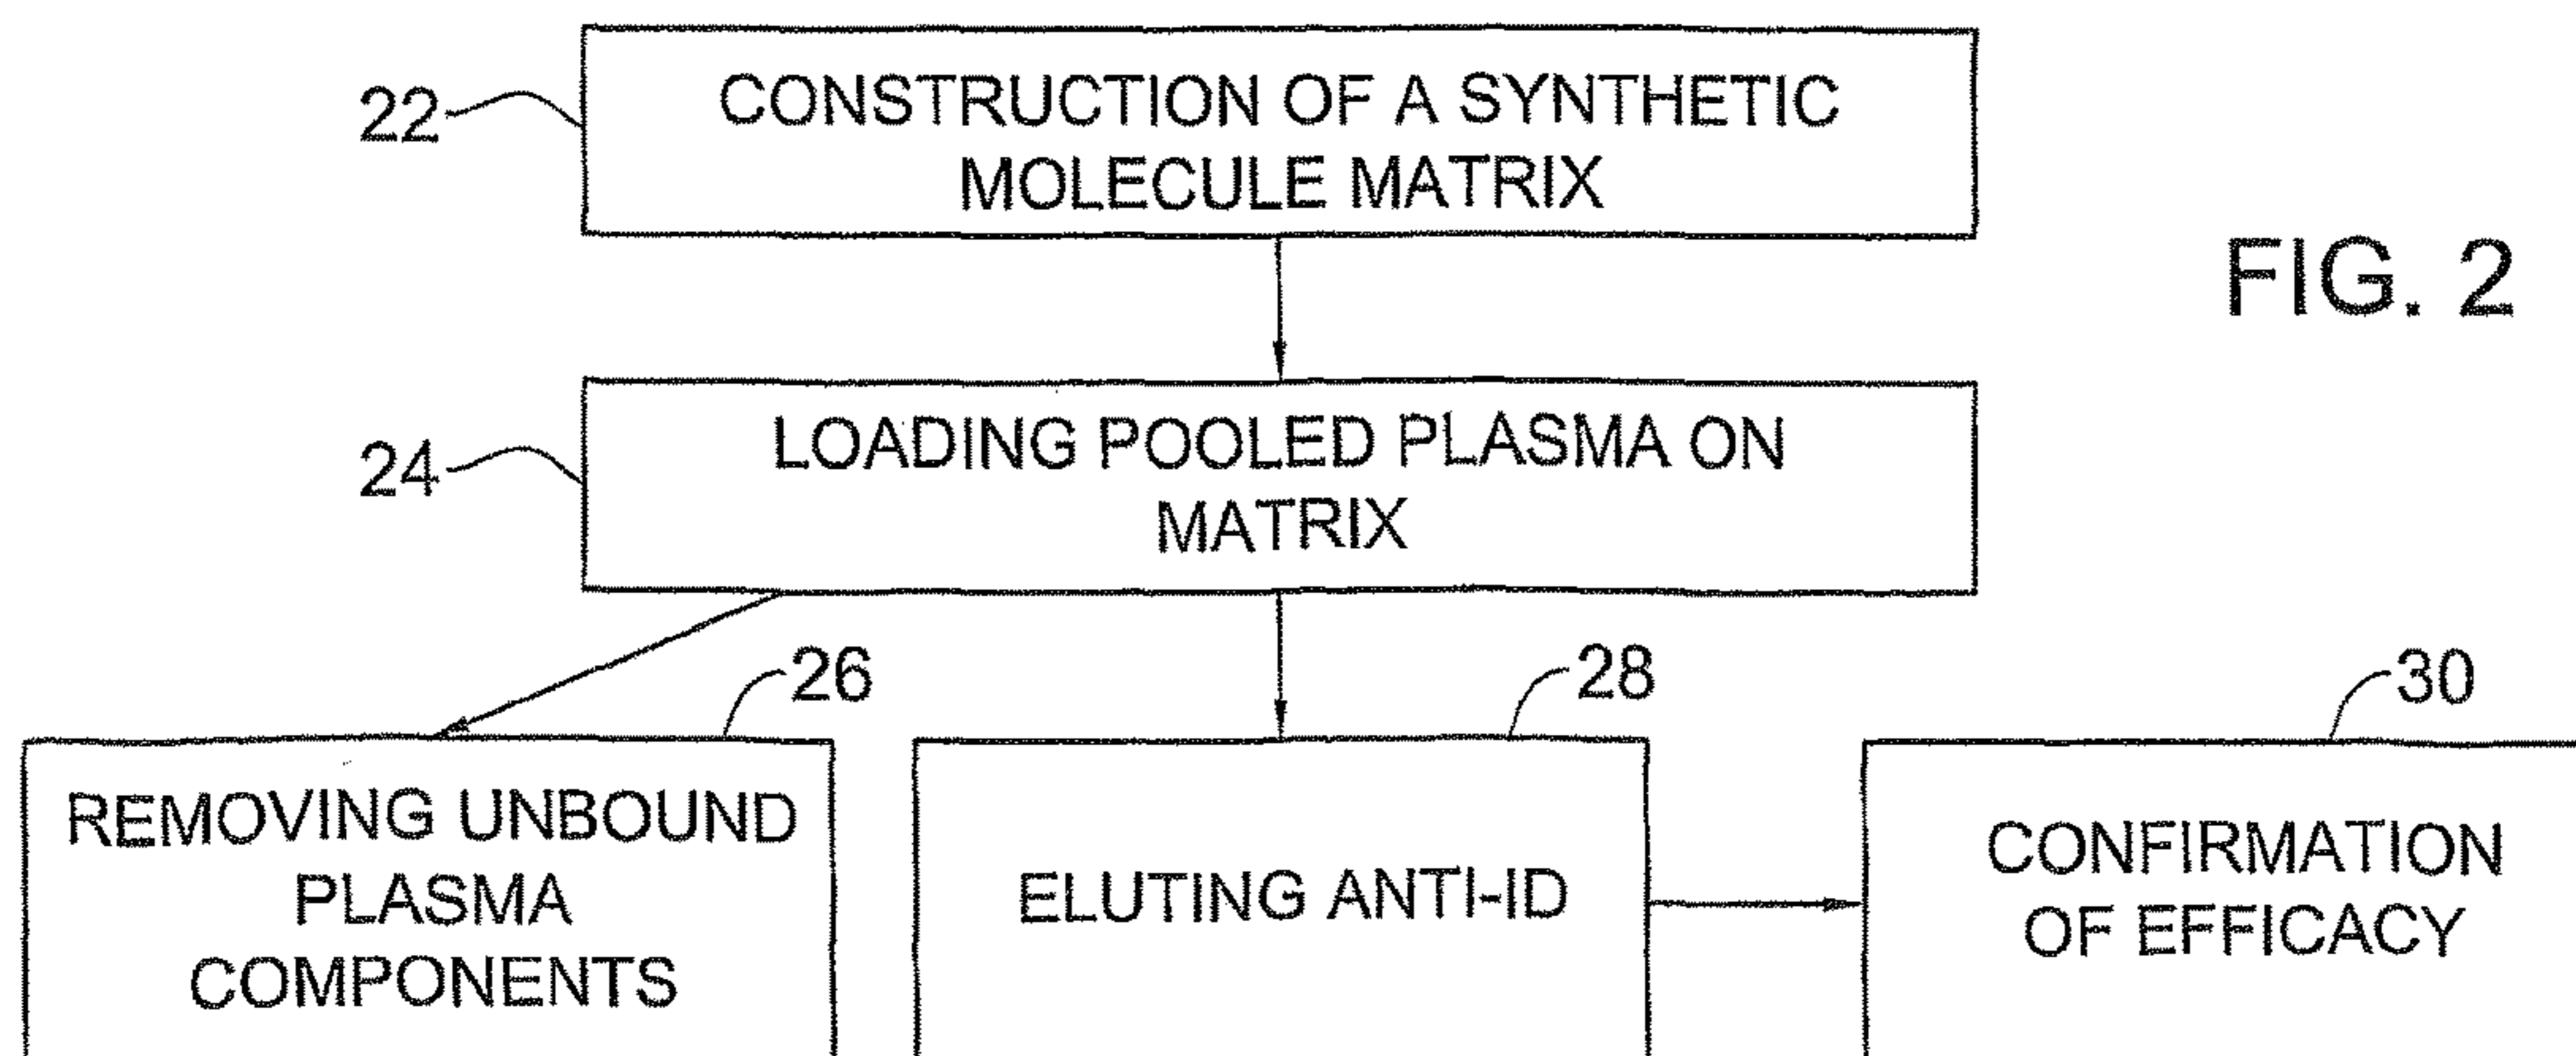 22
CONSTRUCTION OF A SYNTHETIC
MOLECULE MATRIX
FIG. 2
24
LOADING POOLED PLASMA ON
MATRIX
26
28
30
REMOVING UNBOUND
PLASMA
COMPONENTS
ELUTING ANTI-ID
CONFIRMATION
OF EFFICACY